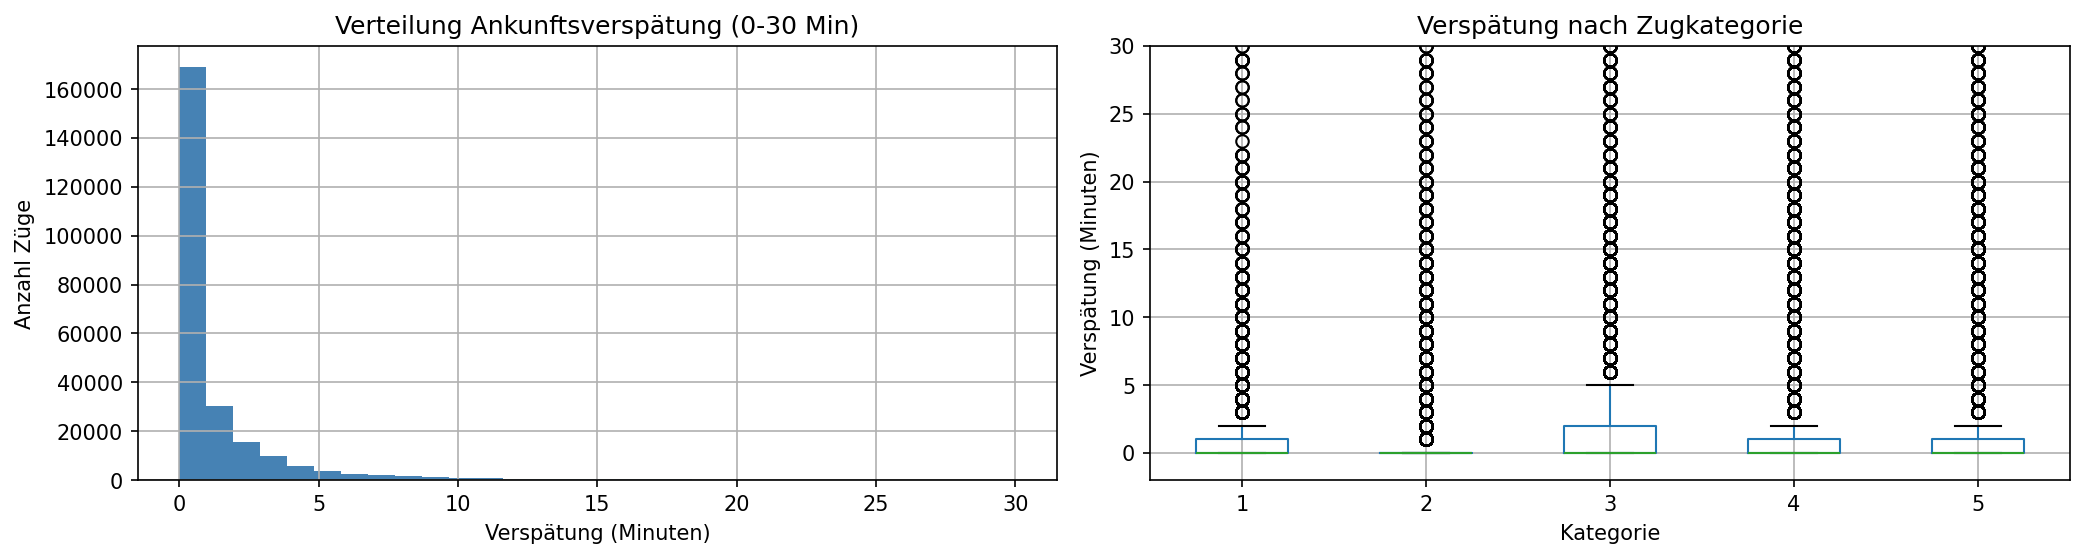 Verteilung Ankunftsverspätung (0-30 Min)
Anzahl Züge
160000
140000
120000
100000
80000
60000
40000
20000
0
0 5 10 15 20 25 30
Verspätung (Minuten)
Verspätung nach Zugkategorie
Verspätung (Minuten)
30
25
20
15
10
5
0
1 2 3 4 5
Kategorie